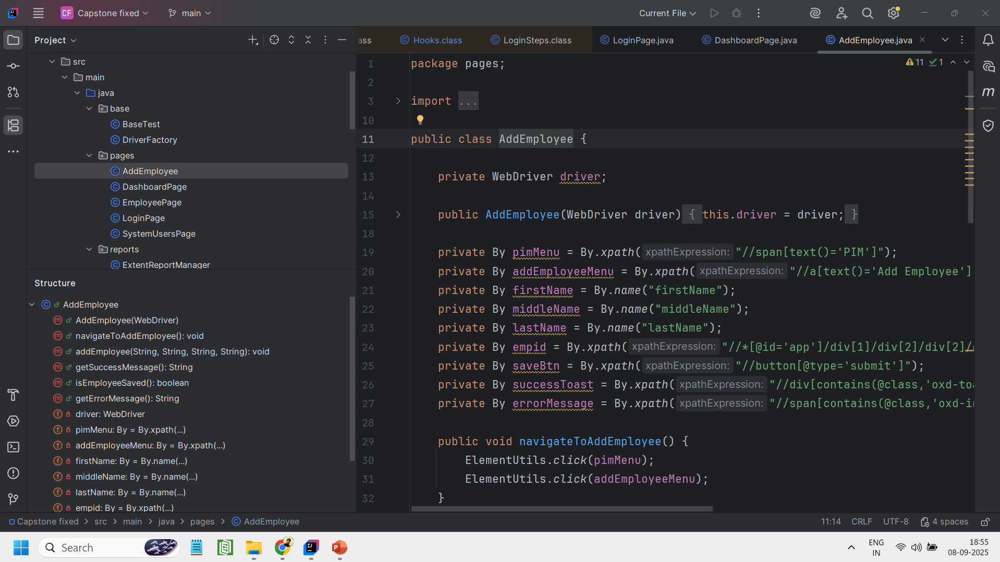 CF Capstone fixed
main
Current File
Project
ass
Hooks.class
LoginSteps.class
LoginPage.java
DashboardPage.java
AddEmployee.java
src
main
java
base
BaseTest
DriverFactory
pages
AddEmployee
DashboardPage
EmployeePage
LoginPage
SystemUsersPage
reports
ExtentReportManager
Structure
AddEmployee
AddEmployee(WebDriver)
navigateToAddEmployee(): void
addEmployee(String, String, String, String): void
getSuccessMessage(): String
isEmployeeSaved(): boolean
getErrorMessage(): String
driver: WebDriver
pimMenu: By = By.xpath(...)
addEmployeeMenu: By = By.xpath(...)
firstName: By = By.name(...)
middleName: By = By.name(...)
lastName: By = By.name(...)
empid: By = By.xpath(...)
11 1
1 package pages;
2
3 import ...
10
11 public class AddEmployee {
12
13 private WebDriver driver;
14
15 public AddEmployee(WebDriver driver) { this.driver = driver; }
18
19 private By pimMenu = By.xpath( xpathExpression: "//span[text()='PIM']");
20 private By addEmployeeMenu = By.xpath( xpathExpression: "//a[text()='Add Employee']
21 private By firstName = By.name("firstName");
22 private By middleName = By.name("middleName");
23 private By lastName = By.name("lastName");
24 private By empid = By.xpath( xpathExpression: "//*[@id='app']/div[1]/div[2]/div[2]/
25 private By saveBtn = By.xpath( xpathExpression: "//button[@type='submit']");
26 private By successToast = By.xpath( xpathExpression: "//div[contains(@class,'oxd-toa
27 private By errorMessage = By.xpath( xpathExpression: "//span[contains(@class,'oxd-i
28
29 public void navigateToAddEmployee() {
30 ElementUtils.click(pimMenu);
31 ElementUtils.click(addEmployeeMenu);
32 }
Capstone fixed > src > main > java > pages > AddEmployee
11:14 CRLF UTF-8 4 spaces
Search
ENG
IN
18:55
08-09-2025